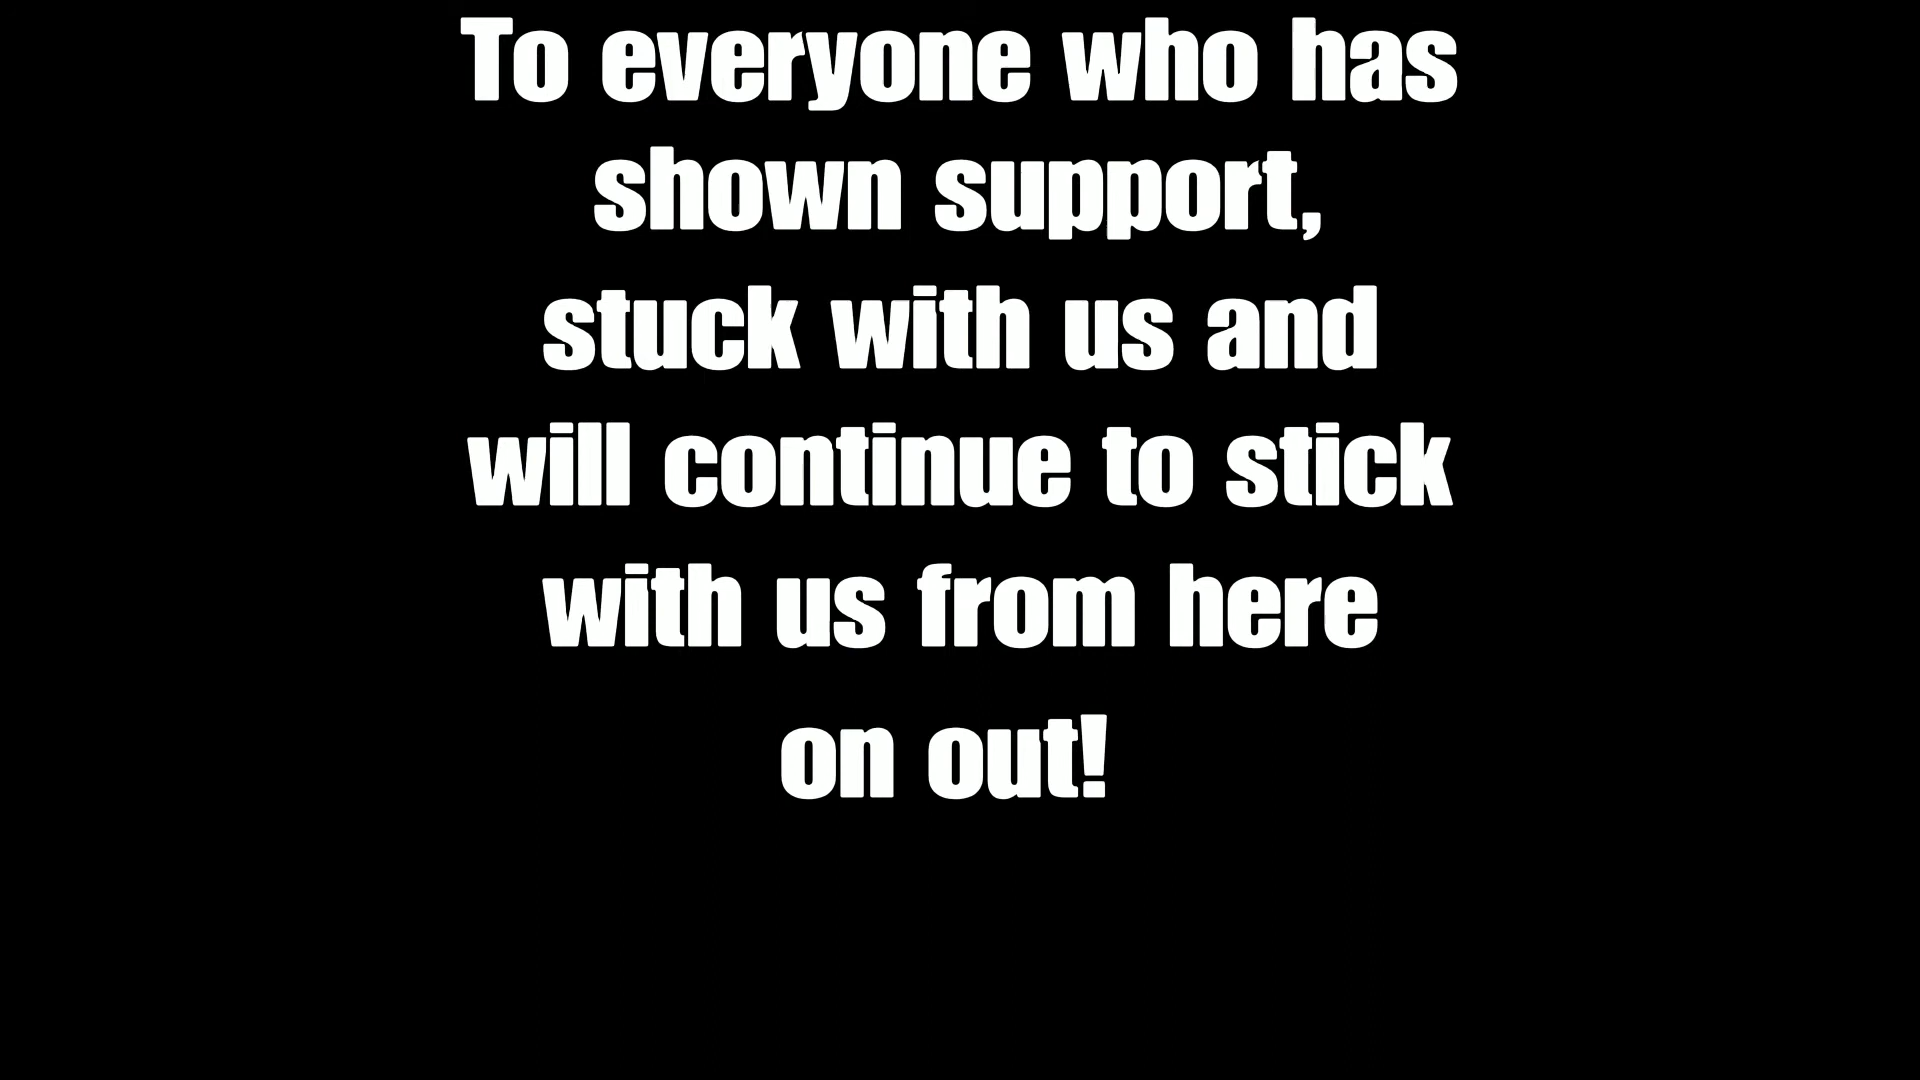 To everyone who has
shown support,
stuck with us and
will continue to stick
with us from here
on out!